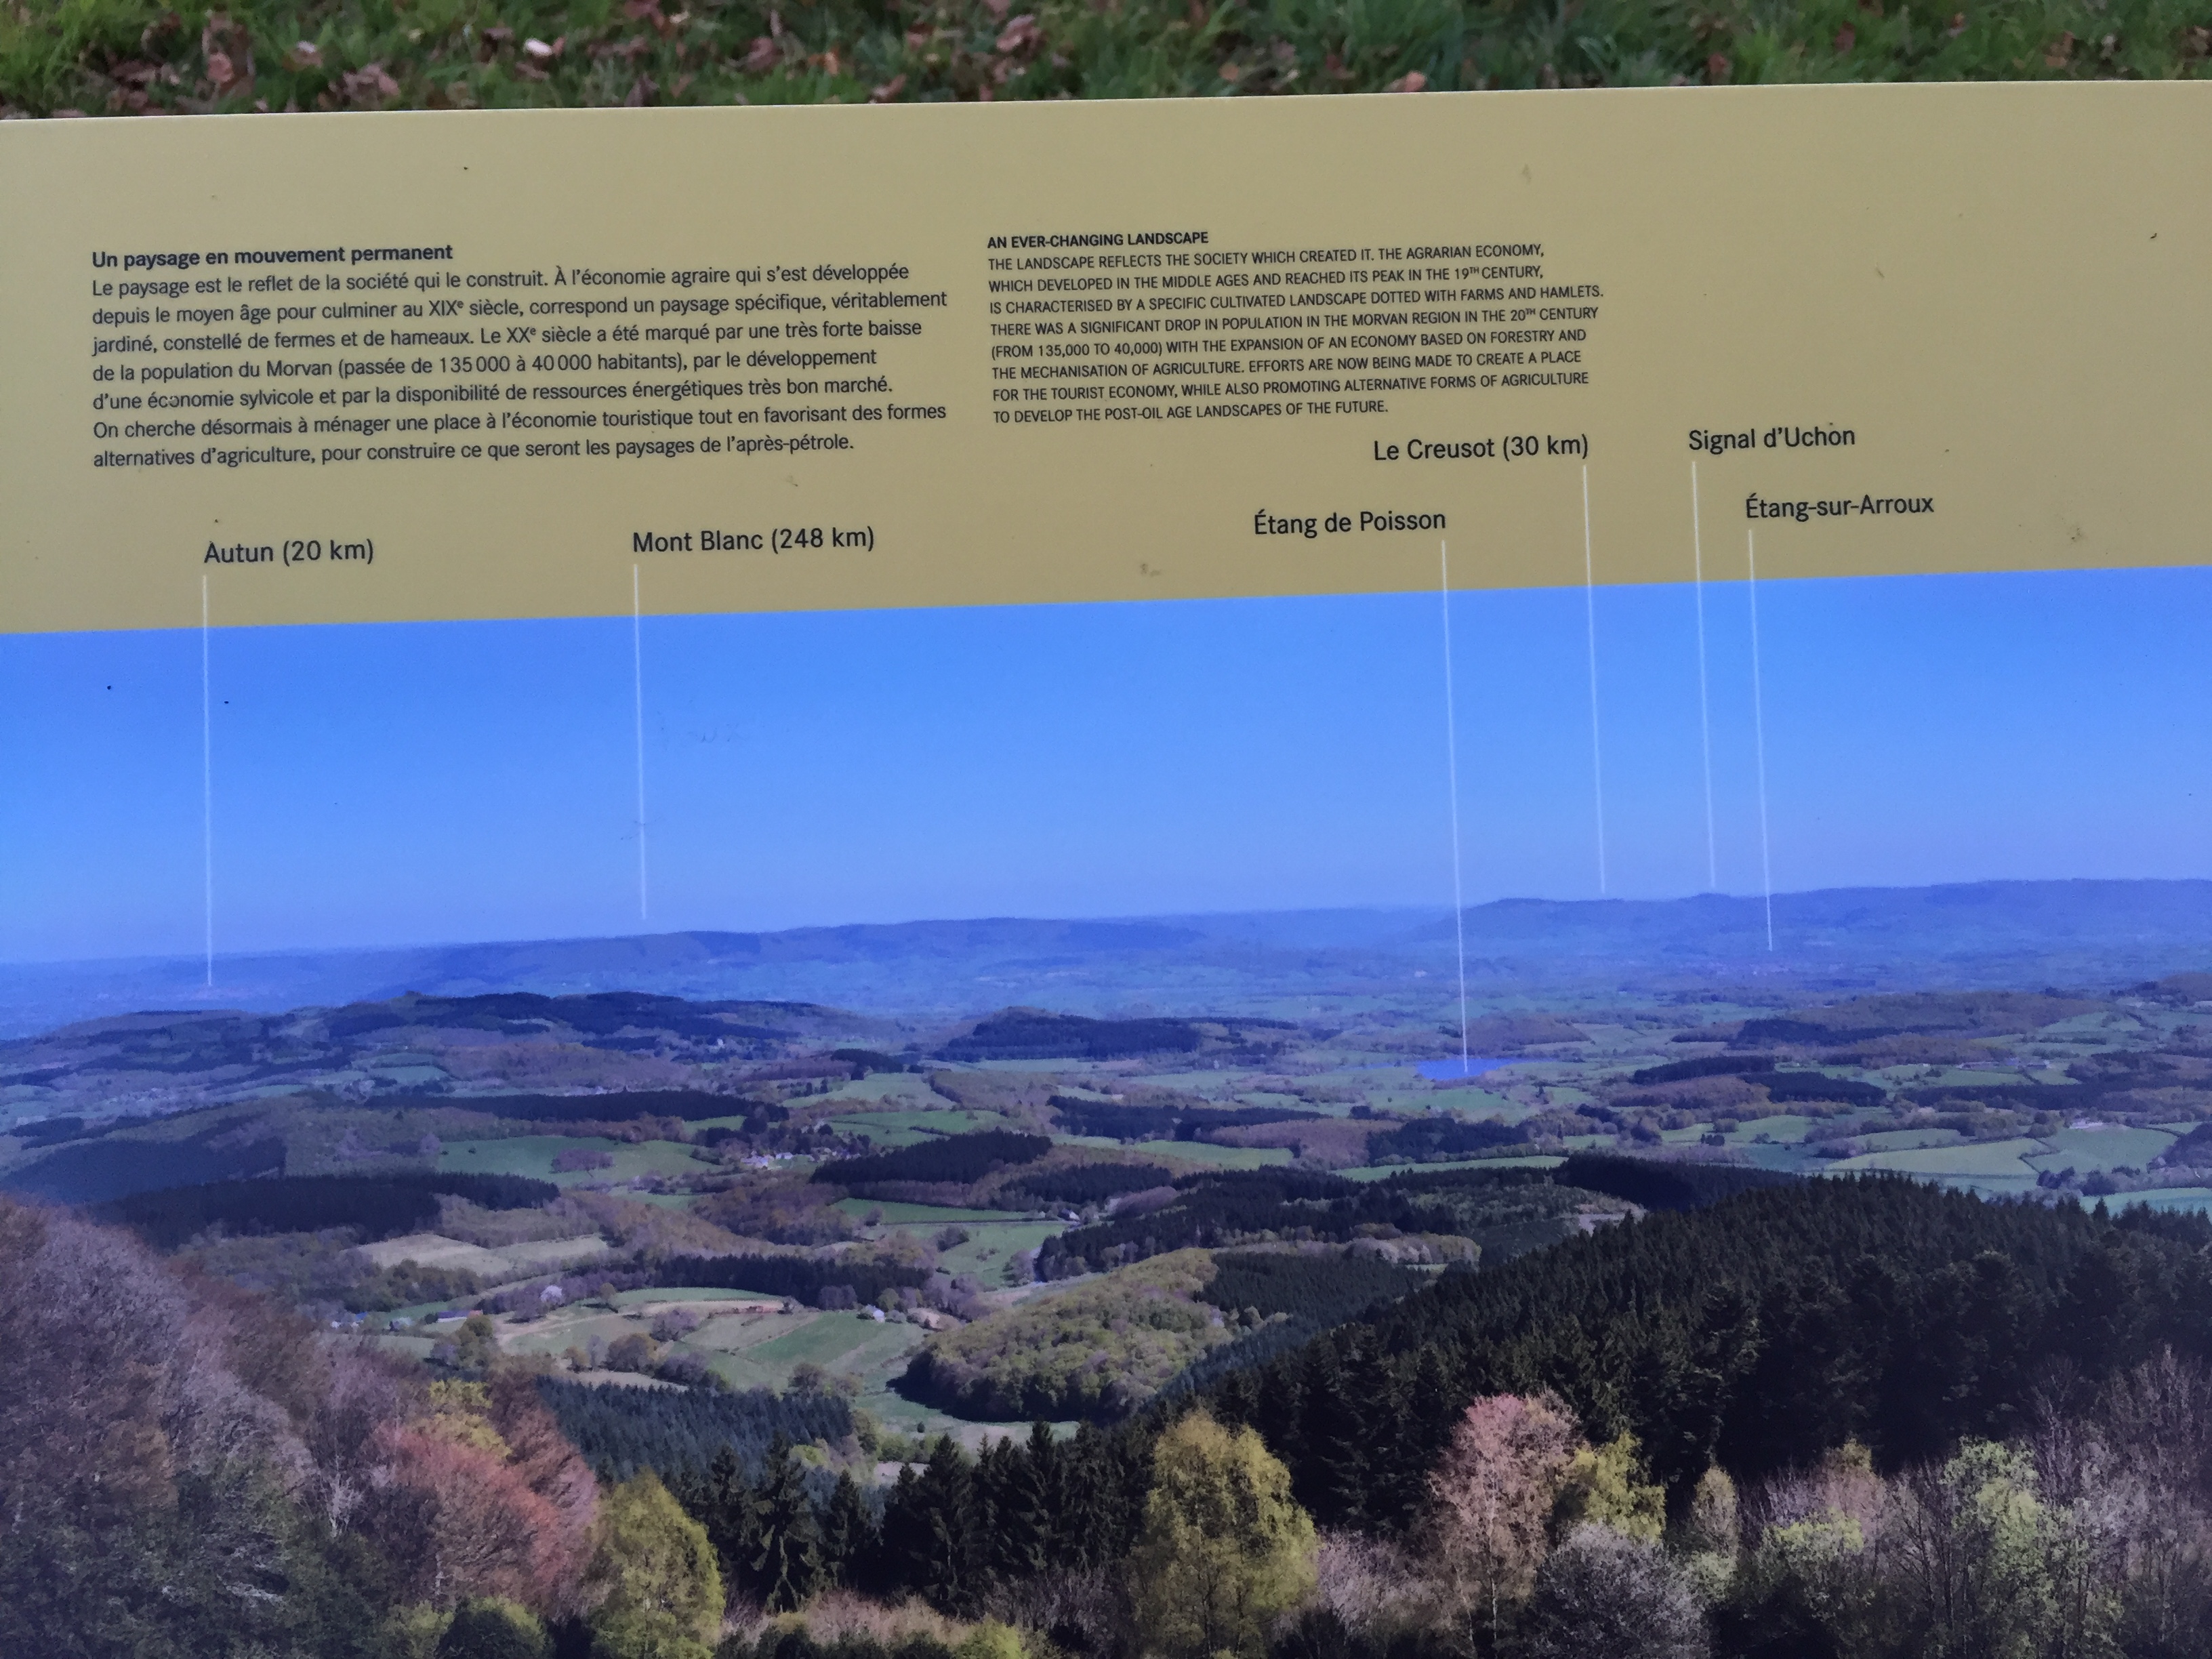 Un paysage en mouvement permanent
Le paysage est le reflet de la société qui le construit. À l'économie agraire qui s'est développée
depuis le moyen âge pour culminer au XIXe siècle, correspond un paysage spécifique, véritablement
jardiné, constellé de fermes et de hameaux. Le XXe siècle a été marqué par une très forte baisse
de la population du Morvan (passée de 135 000 à 40 000 habitants), par le développement
d'une économie sylvicole et par la disponibilité de ressources énergétiques très bon marché.
On cherche désormais à ménager une place à l'économie touristique tout en favorisant des formes
alternatives d'agriculture, pour construire ce que seront les paysages de l'après-pétrole.
AN EVER-CHANGING LANDSCAPE
THE LANDSCAPE REFLECTS THE SOCIETY WHICH CREATED IT. THE AGRARIAN ECONOMY,
WHICH DEVELOPED IN THE MIDDLE AGES AND REACHED ITS PEAK IN THE 19TH CENTURY,
IS CHARACTERISED BY A SPECIFIC CULTIVATED LANDSCAPE DOTTED WITH FARMS AND HAMLETS.
THERE WAS A SIGNIFICANT DROP IN POPULATION IN THE MORVAN REGION IN THE 20TH CENTURY
(FROM 135,000 TO 40,000) WITH THE EXPANSION OF AN ECONOMY BASED ON FORESTRY AND
THE MECHANISATION OF AGRICULTURE. EFFORTS ARE NOW BEING MADE TO CREATE A PLACE
FOR THE TOURIST ECONOMY, WHILE ALSO PROMOTING ALTERNATIVE FORMS OF AGRICULTURE
TO DEVELOP THE POST-OIL AGE LANDSCAPES OF THE FUTURE.
Autun (20 km)
Mont Blanc (248 km)
Étang de Poisson
Le Creusot (30 km)
Signal d'Uchon
Étang-sur-Arroux